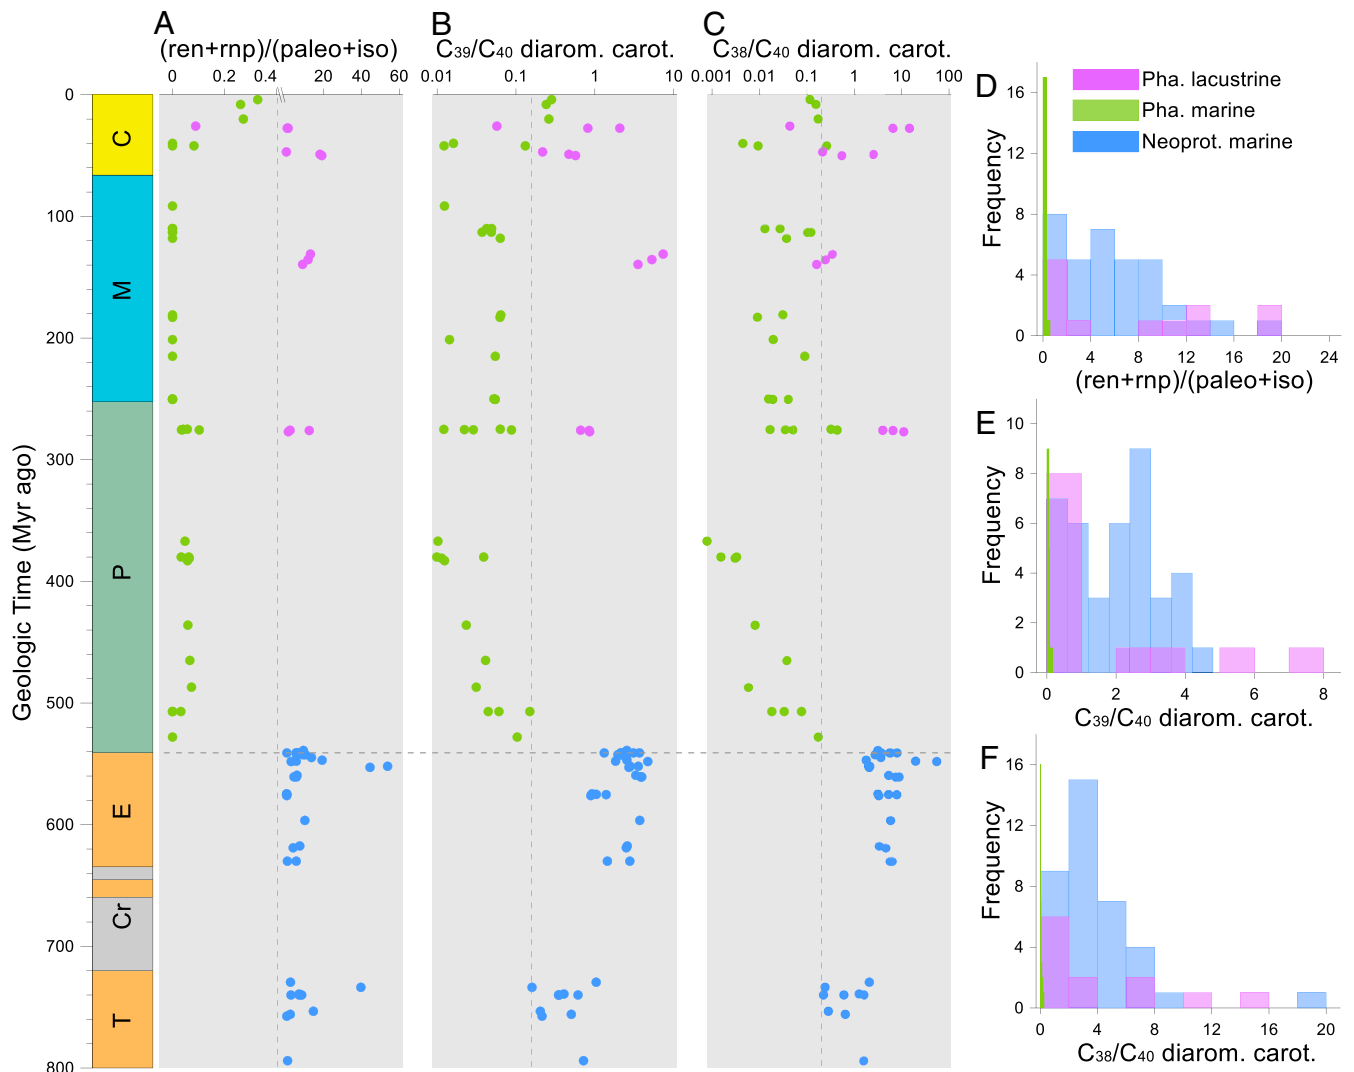 A
(ren+rnp)/(paleo+iso)
0 0.2 0.4 20 60
B
C39/C40 diarom. carot.
0.01 0.1 1 10
C
C38/C40 diarom. carot.
0.001 0.01 0.1 1 10 100
Geologic Time (Myr ago)
0
100
200
300
400
500
600
700
800
C
M
P
E
Cr
T
D
Pha. lacustrine
Pha. marine
Neoprot. marine
Frequency
16
12
8
4
0
0 4 8 12 16 20 24
(ren+rnp)/(paleo+iso)
E
Frequency
10
8
6
4
2
0
0 2 4 6 8
C39/C40 diarom. carot.
F
Frequency
16
12
8
4
0
0 4 8 12 16 20
C38/C40 diarom. carot.